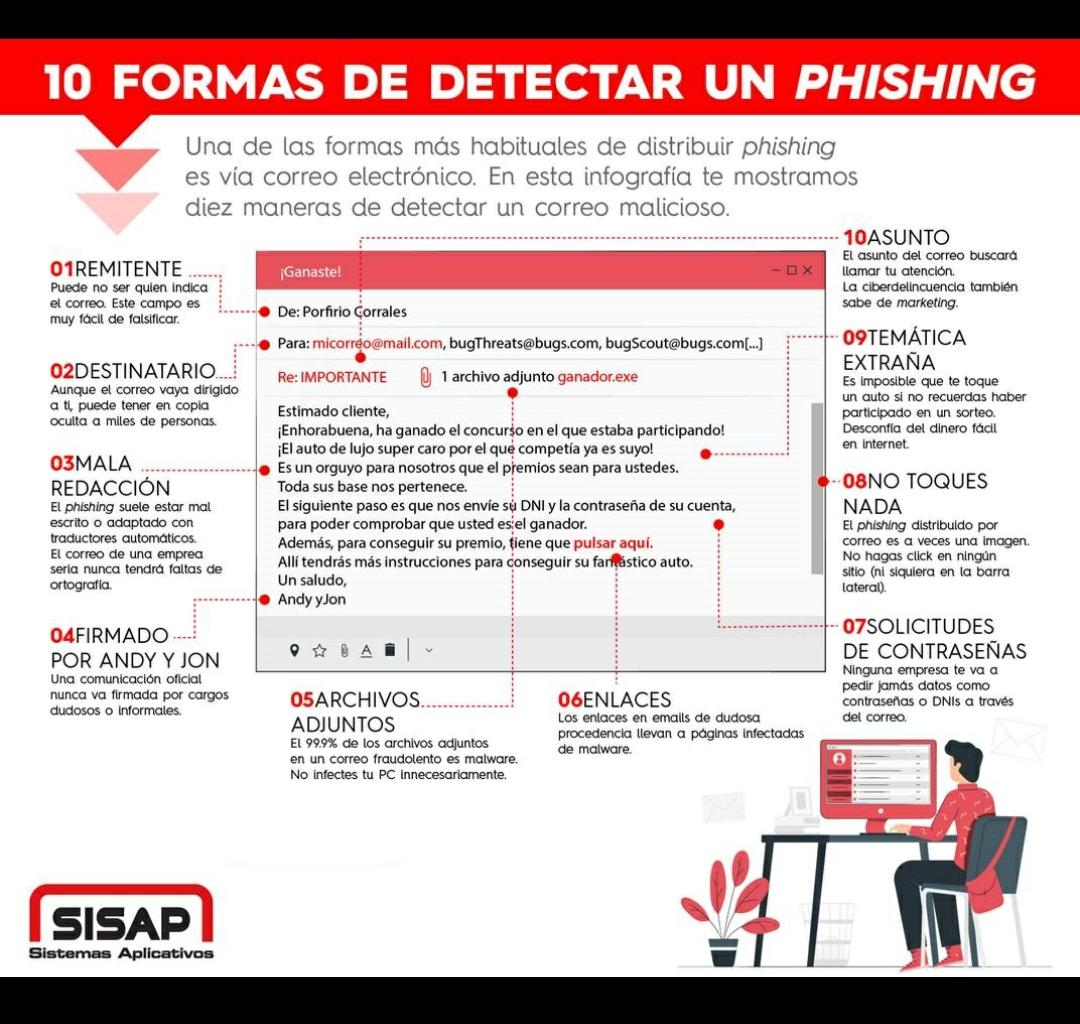 10 FORMAS DE DETECTAR UN PHISHING
Una de las formas más habituales de distribuir phishing
es vía correo electrónico. En esta infografía te mostramos
diez maneras de detectar un correo malicioso.
01REMITENTE
Puede no ser quien indica
el correo. Este campo es
muy fácil de falsificar.
02DESTINATARIO
Aunque el correo vaya dirigido
a ti, puede tener en copia
oculta a miles de personas.
03MALA
REDACCIÓN
El phishing suele estar mal
escrito o adaptado con
traductores automáticos.
El correo de una emprea
seria nunca tendrá faltas de
ortografía.
04FIRMADO
POR ANDY Y JON
Una comunicación oficial
nunca va firmada por cargos
dudosos o informales.
¡Ganaste!
De: Porfirio Corrales
Para: micorreo@mail.com, bugThreats@bugs.com, bugScout@bugs.com[...]
Re: IMPORTANTE 1 archivo adjunto ganador.exe
Estimado cliente,
¡Enhorabuena, ha ganado el concurso en el que estaba participando!
¡El auto de lujo super caro por el que competía ya es suyo!
Es un orguyo para nosotros que el premios sean para ustedes.
Toda sus base nos pertenece.
El siguiente paso es que nos envíe su DNI y la contraseña de su cuenta,
para poder comprobar que usted es el ganador.
Además, para conseguir su premio, tiene que pulsar aquí.
Allí tendrás más instrucciones para conseguir su fantástico auto.
Un saludo,
Andy yJon
A
05ARCHIVOS
ADJUNTOS
El 99.9% de los archivos adjuntos
en un correo fraudolento es malware.
No infectes tu PC innecesariamente.
06ENLACES
Los enlaces en emails de dudosa
procedencia llevan a páginas infectadas
de malware.
10ASUNTO
El asunto del correo buscará
llamar tu atención.
La ciberdelincuencia también
sabe de marketing.
09TEMÁTICA
EXTRAÑA
Es imposible que te toque
un auto si no recuerdas haber
participado en un sorteo.
Desconfía del dinero fácil
en internet.
08NO TOQUES
NADA
El phishing distribuido por
correo es a veces una imagen.
No hagas click en ningún
sitio (ni siquiera en la barra
lateral).
07SOLICITUDES
DE CONTRASEÑAS
Ninguna empresa te va a
pedir jamás datos como
contraseñas o DNIs a través
del correo.
SISAP
Sistemas Aplicativos